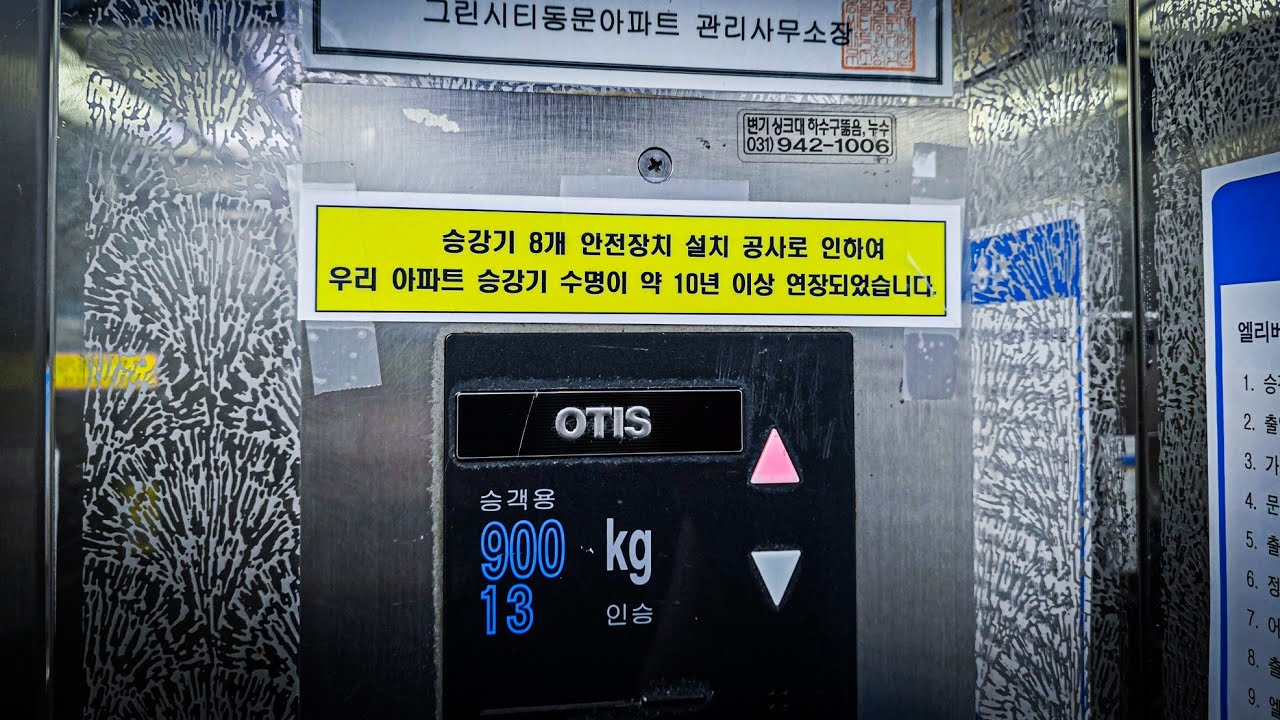 그린시티동문아파트 관리사무소장
변기 싱크대 하수구뚫음, 누수
031) 942-1006
승강기 8개 안전장치 설치 공사로 인하여
우리 아파트 승강기 수명이 약 10년 이상 연장되었습니다.
OTIS
승객용
900 kg
13 인승
엘리베
1. 승
2. 출
3. 가
4. 문
5. 출
6. 정
7. 어
8. 출
9.